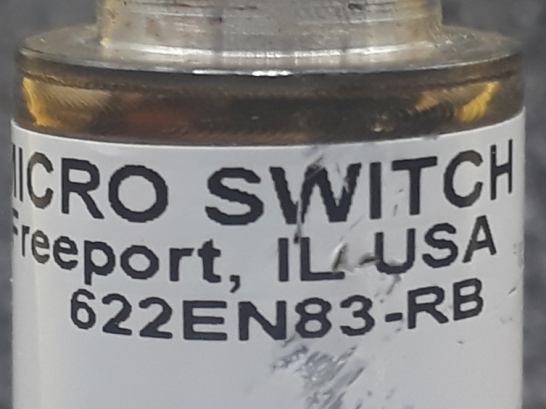 MICRO SWITCH
Freeport, IL USA
622EN83-RB